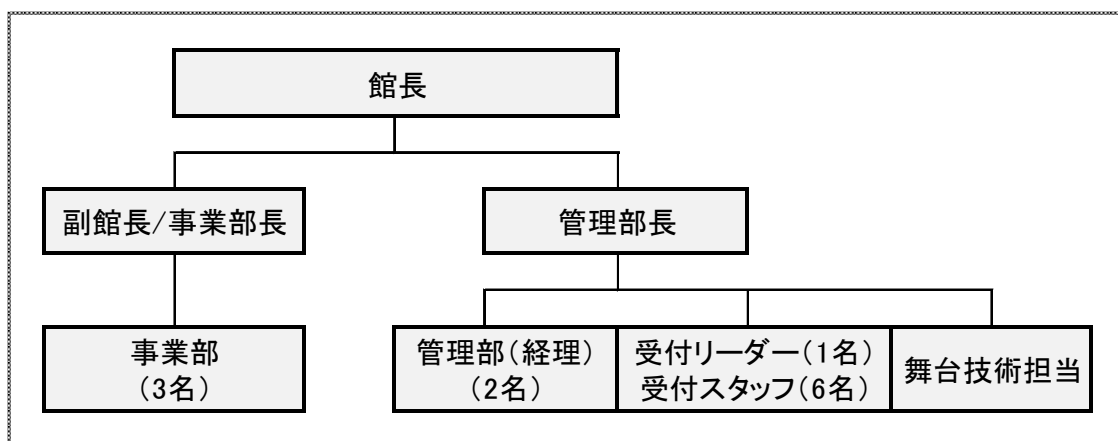 館長
副館長/事業部長
管理部長
事業部
(3名)
管理部(経理)
(2名)
受付リーダー(1名)
受付スタッフ(6名)
舞台技術担当